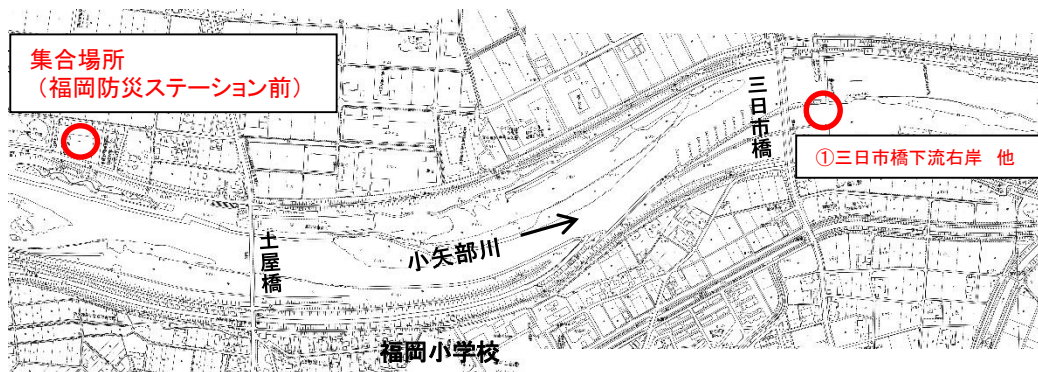 集合場所
（福岡防災ステーション前）
三日市橋
①三日市橋下流右岸　他
土屋橋
小矢部川
福岡小学校